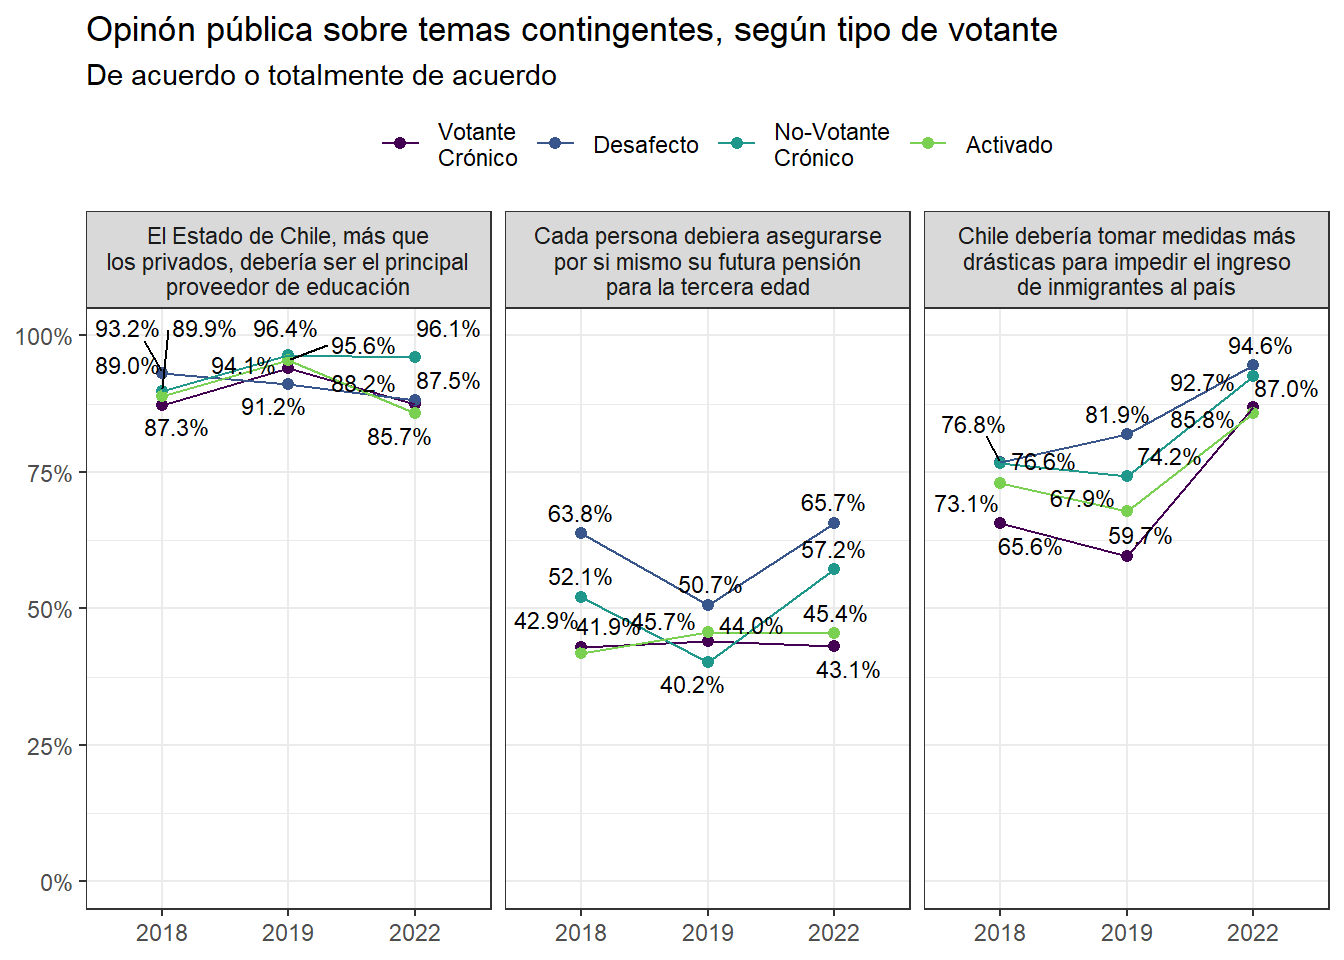 Opinón pública sobre temas contingentes, según tipo de votante
De acuerdo o totalmente de acuerdo
Votante
Crónico
Desafecto
No-Votante
Crónico
Activado
El Estado de Chile, más que
los privados, debería ser el principal
proveedor de educación
Cada persona debiera asegurarse
por si mismo su futura pensión
para la tercera edad
Chile debería tomar medidas más
drásticas para impedir el ingreso
de inmigrantes al país
100%
75%
50%
25%
0%
93.2%
89.9%
96.4%
96.1%
95.6%
89.0%
94.1%
88.2%
87.5%
91.2%
87.3%
85.7%
63.8%
65.7%
52.1%
50.7%
57.2%
42.9%
41.9%
45.7%
44.0%
45.4%
40.2%
43.1%
94.6%
92.7%
87.0%
76.8%
81.9%
85.8%
76.6%
74.2%
73.1%
67.9%
65.6%
59.7%
2018
2019
2022
2018
2019
2022
2018
2019
2022